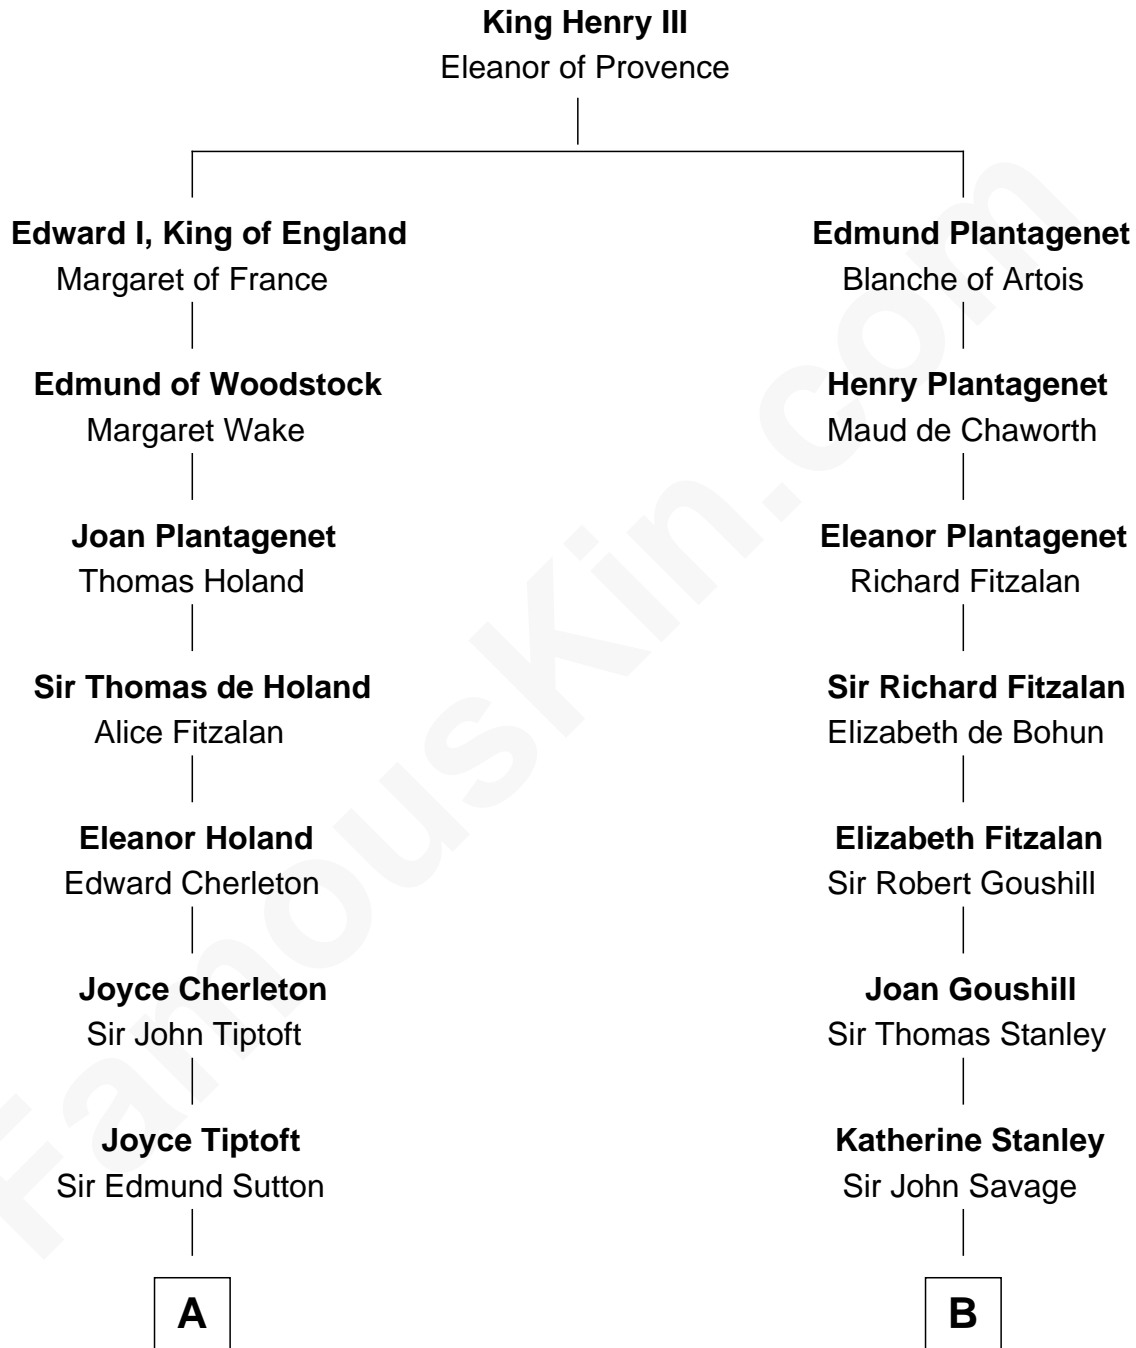 King Henry III
Eleanor of Provence
Edward I, King of England
Margaret of France
Edmund of Woodstock
Margaret Wake
Joan Plantagenet
Thomas Holand
Sir Thomas de Holand
Alice Fitzalan
Eleanor Holand
Edward Cherleton
Joyce Cherleton
Sir John Tiptoft
Joyce Tiptoft
Sir Edmund Sutton
A
Edmund Plantagenet
Blanche of Artois
Henry Plantagenet
Maud de Chaworth
Eleanor Plantagenet
Richard Fitzalan
Sir Richard Fitzalan
Elizabeth de Bohun
Elizabeth Fitzalan
Sir Robert Goushill
Joan Goushill
Sir Thomas Stanley
Katherine Stanley
Sir John Savage
B
FamousKin.com